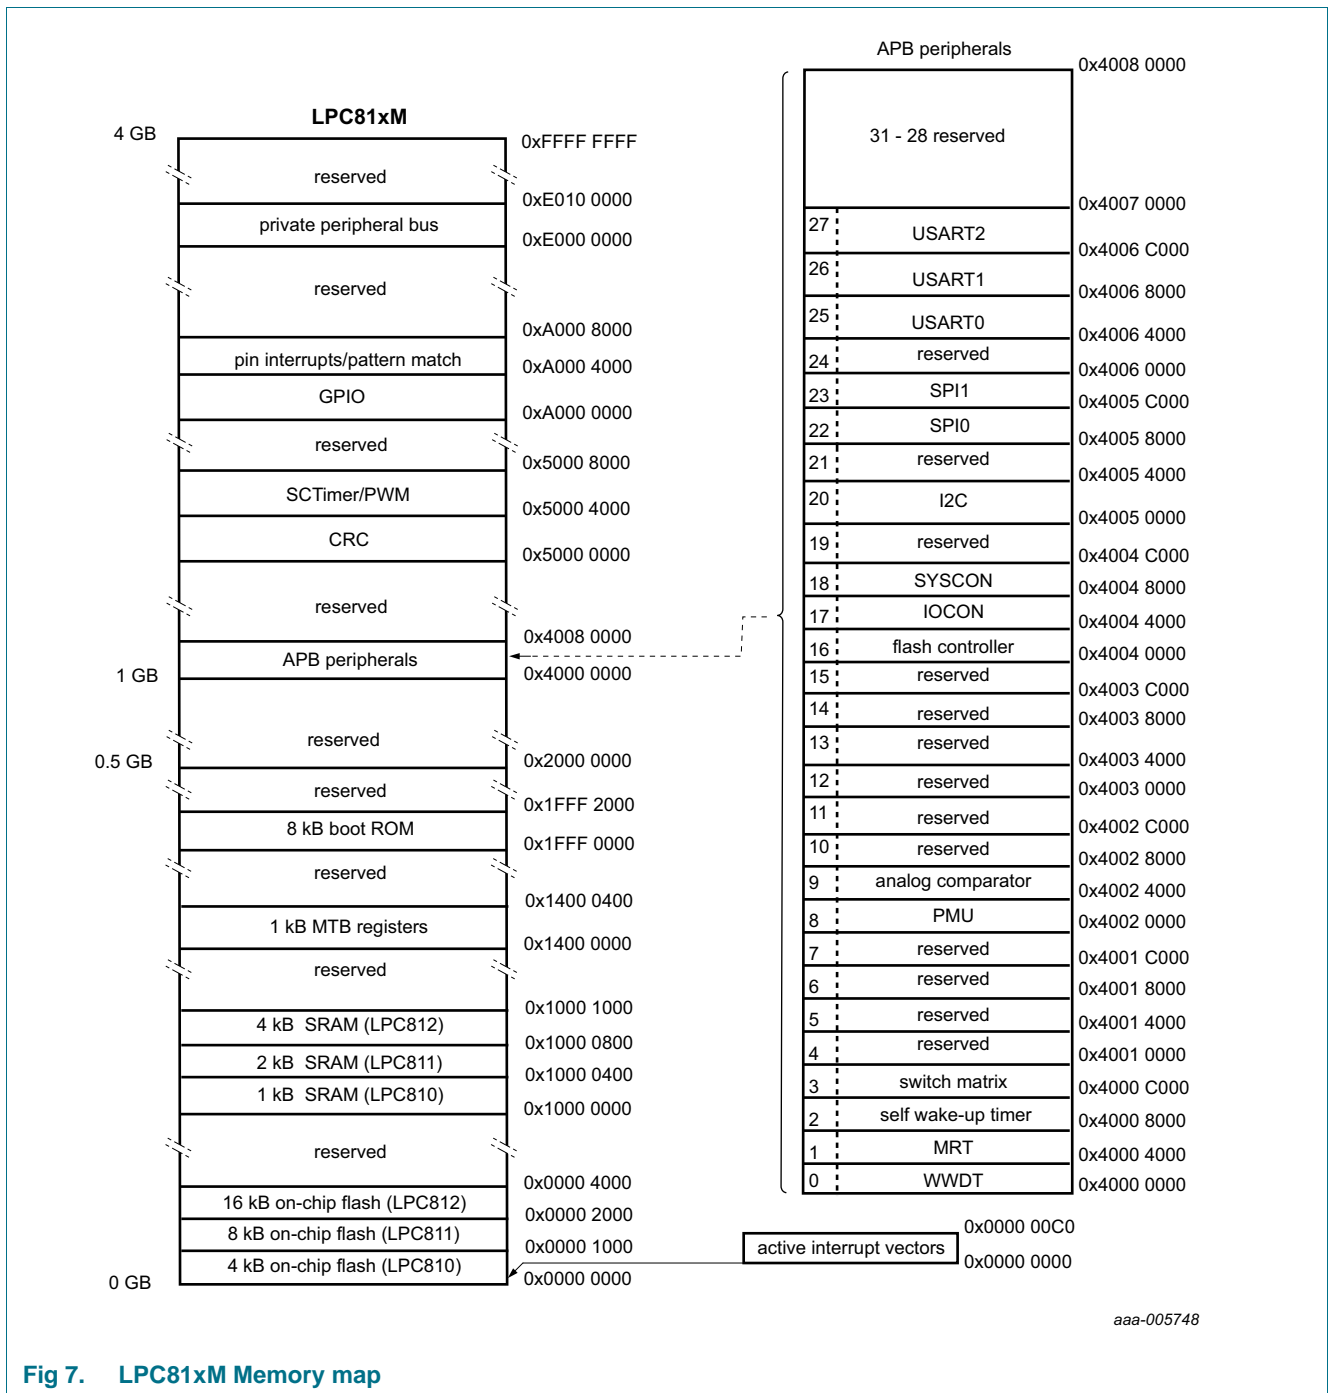 LPC81xM
4 GB
0xFFFF FFFF
reserved
0xE010 0000
private peripheral bus
0xE000 0000
reserved
0xA000 8000
pin interrupts/pattern match
0xA000 4000
GPIO
0xA000 0000
reserved
0x5000 8000
SCTimer/PWM
0x5000 4000
CRC
0x5000 0000
reserved
0x4008 0000
APB peripherals
1 GB
0x4000 0000
reserved
0.5 GB
0x2000 0000
reserved
0x1FFF 2000
8 kB boot ROM
0x1FFF 0000
reserved
0x1400 0400
1 kB MTB registers
0x1400 0000
reserved
0x1000 1000
4 kB SRAM (LPC812)
0x1000 0800
2 kB SRAM (LPC811)
0x1000 0400
1 kB SRAM (LPC810)
0x1000 0000
reserved
0x0000 4000
16 kB on-chip flash (LPC812)
0x0000 2000
8 kB on-chip flash (LPC811)
0x0000 1000
4 kB on-chip flash (LPC810)
0 GB
0x0000 0000
APB peripherals
0x4008 0000
31 - 28 reserved
0x4007 0000
27 USART2
0x4006 C000
26 USART1
0x4006 8000
25 USART0
0x4006 4000
24 reserved
0x4006 0000
23 SPI1
0x4005 C000
22 SPI0
0x4005 8000
21 reserved
0x4005 4000
20 I2C
0x4005 0000
19 reserved
0x4004 C000
18 SYSCON
0x4004 8000
17 IOCON
0x4004 4000
16 flash controller
0x4004 0000
15 reserved
0x4003 C000
14 reserved
0x4003 8000
13 reserved
0x4003 4000
12 reserved
0x4003 0000
11 reserved
0x4002 C000
10 reserved
0x4002 8000
9 analog comparator
0x4002 4000
8 PMU
0x4002 0000
7 reserved
0x4001 C000
6 reserved
0x4001 8000
5 reserved
0x4001 4000
4 reserved
0x4001 0000
3 switch matrix
0x4000 C000
2 self wake-up timer
0x4000 8000
1 MRT
0x4000 4000
0 WWDT
0x4000 0000
0x0000 00C0
active interrupt vectors
0x0000 0000
aaa-005748
Fig 7. LPC81xM Memory map